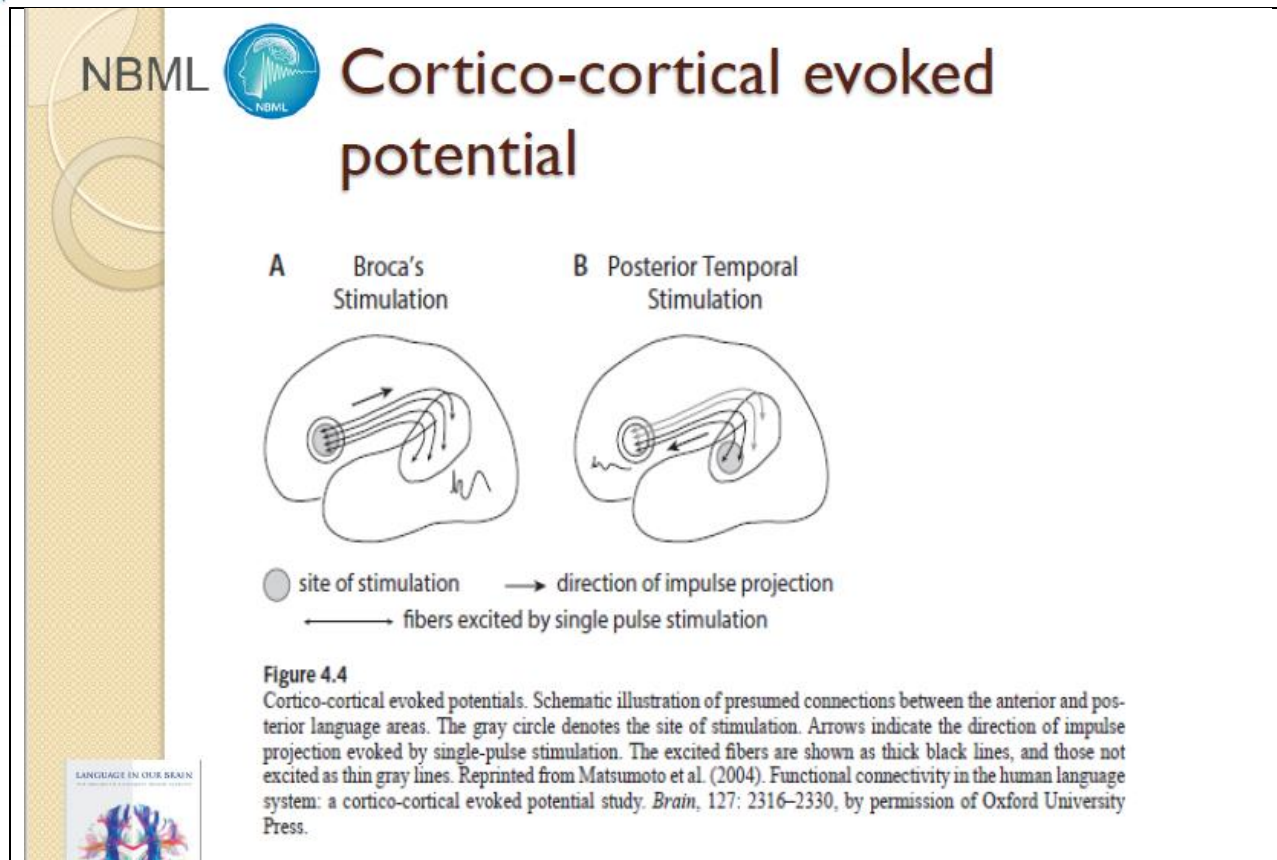 NBML
NBML
Cortico-cortical evoked
potential
A Broca's
Stimulation
B Posterior Temporal
Stimulation
site of stimulation
direction of impulse projection
fibers excited by single pulse stimulation
Figure 4.4
Cortico-cortical evoked potentials. Schematic illustration of presumed connections between the anterior and pos-
terior language areas. The gray circle denotes the site of stimulation. Arrows indicate the direction of impulse
projection evoked by single-pulse stimulation. The excited fibers are shown as thick black lines, and those not
excited as thin gray lines. Reprinted from Matsumoto et al. (2004). Functional connectivity in the human language
system: a cortico-cortical evoked potential study. Brain, 127: 2316–2330, by permission of Oxford University
Press.
LANGUAGE IN OUR BRAIN